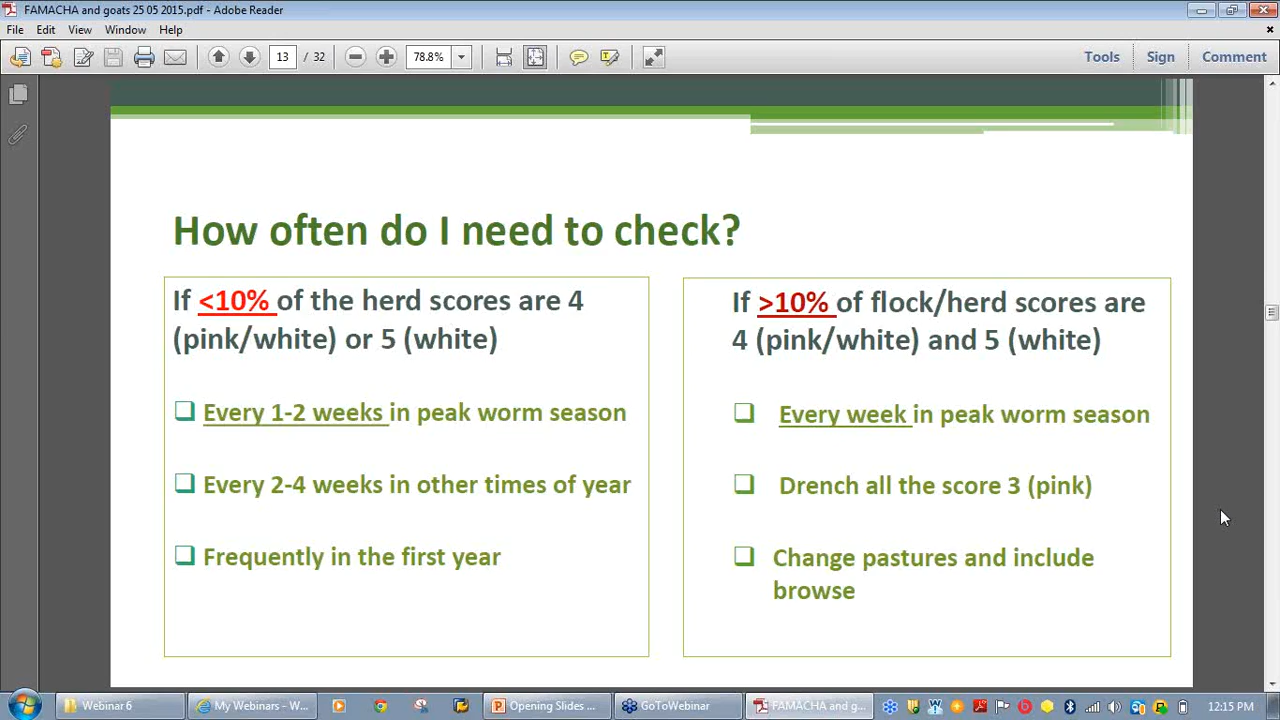 FAMACHA and goats 25 05 2015.pdf - Adobe Reader
File Edit View Window Help
13 / 32 78.8% Tools Sign Comment
How often do I need to check?
If <10% of the herd scores are 4
(pink/white) or 5 (white)
Every 1-2 weeks in peak worm season
Every 2-4 weeks in other times of year
Frequently in the first year
If >10% of flock/herd scores are
4 (pink/white) and 5 (white)
Every week in peak worm season
Drench all the score 3 (pink)
Change pastures and include
browse
Webinar 6 My Webinars - W... Opening Slides ... GoToWebinar FAMACHA and g... 12:15 PM